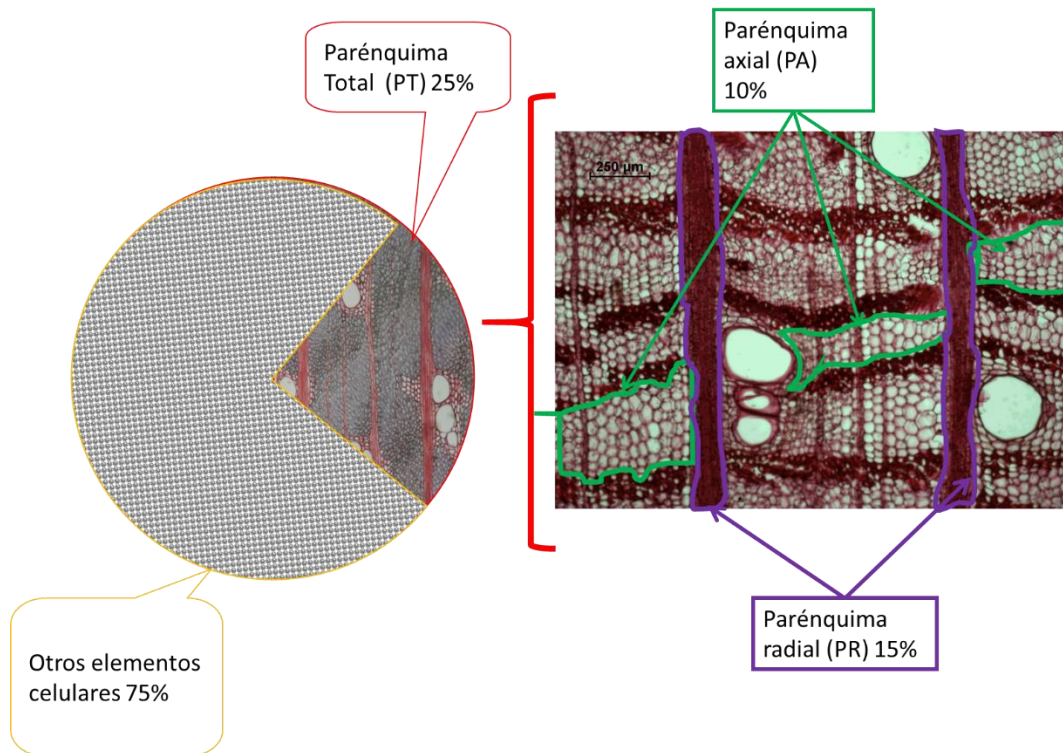 Parénquima
Total (PT) 25%
Parénquima
axial (PA)
10%
250 µm
Otros elementos
celulares 75%
Parénquima
radial (PR) 15%